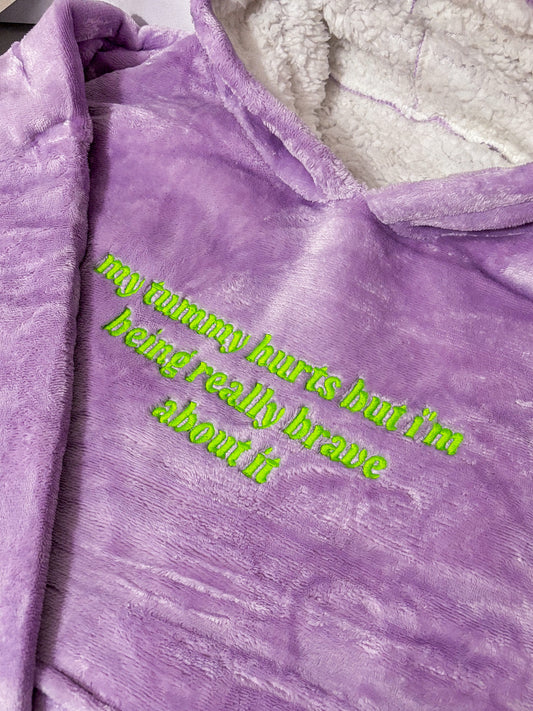 my tummy hurts but i'm
being really brave
about it